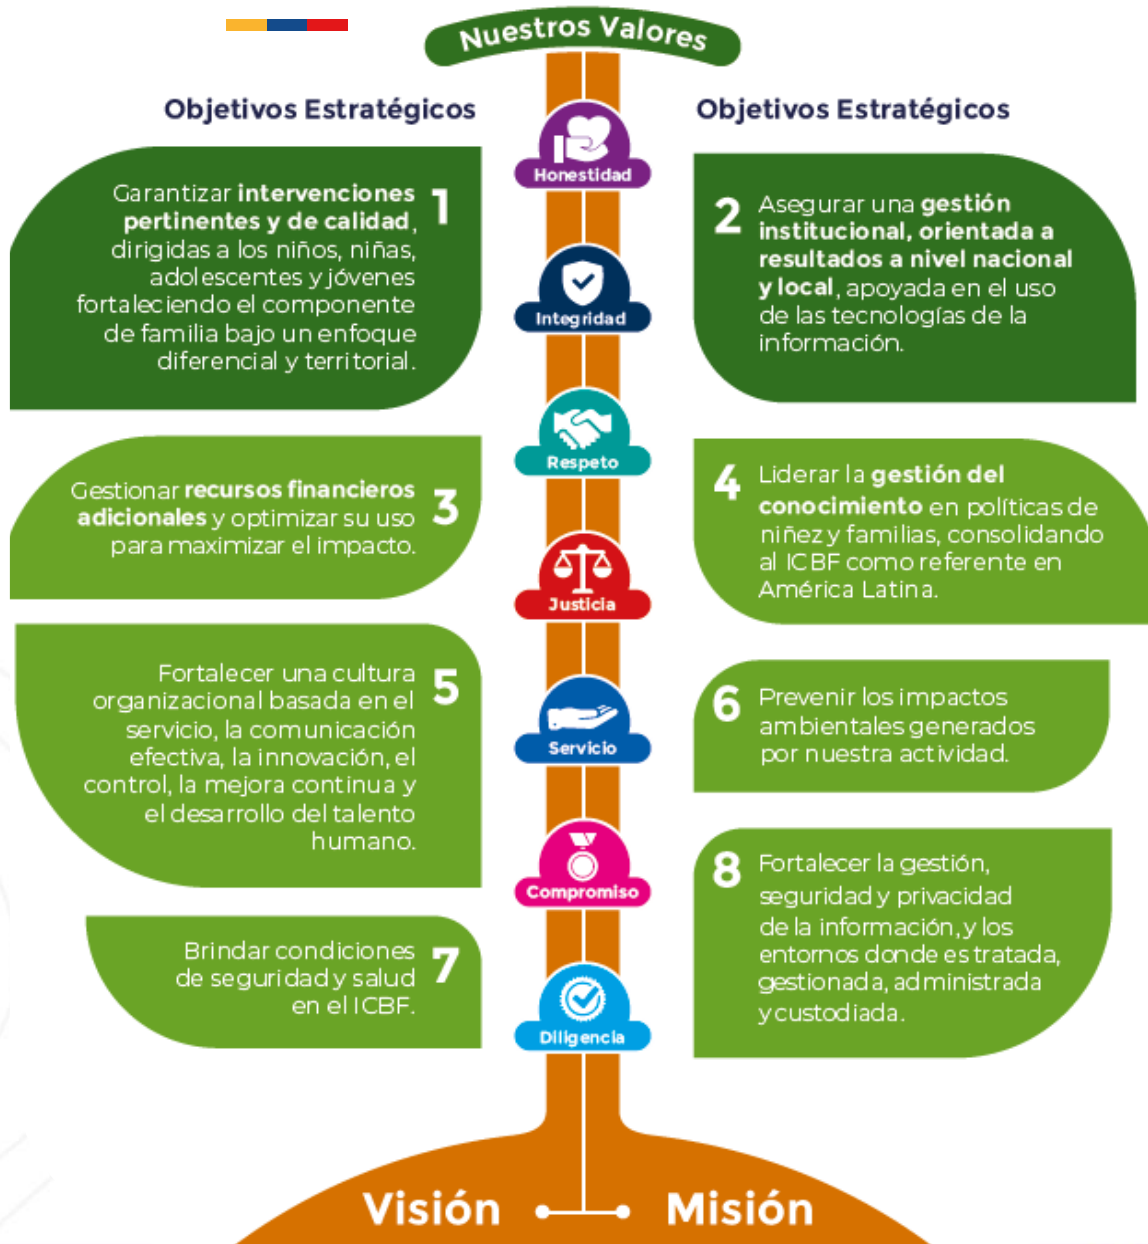 Nuestros Valores
Objetivos Estratégicos
Objetivos Estratégicos
Honestidad
1
Garantizar intervenciones
pertinentes y de calidad,
dirigidas a los niños, niñas,
adolescentes y jóvenes
fortaleciendo el componente
de familia bajo un enfoque
diferencial y territorial.
2
Asegurar una gestión
institucional, orientada a
resultados a nivel nacional
y local, apoyada en el uso
de las tecnologías de la
información.
Integridad
Respeto
3
Gestionar recursos financieros
adicionales y optimizar su uso
para maximizar el impacto.
4
Liderar la gestión del
conocimiento en políticas de
niñez y familias, consolidando
al ICBF como referente en
América Latina.
Justicia
5
Fortalecer una cultura
organizacional basada en el
servicio, la comunicación
efectiva, la innovación, el
control, la mejora continua y
el desarrollo del talento
humano.
6
Prevenir los impactos
ambientales generados
por nuestra actividad.
Servicio
Compromiso
7
Brindar condiciones
de seguridad y salud
en el ICBF.
8
Fortalecer la gestión,
seguridad y privacidad
de la información, y los
entornos donde es tratada,
gestionada, administrada
y custodiada.
Diligencia
Visión
Misión